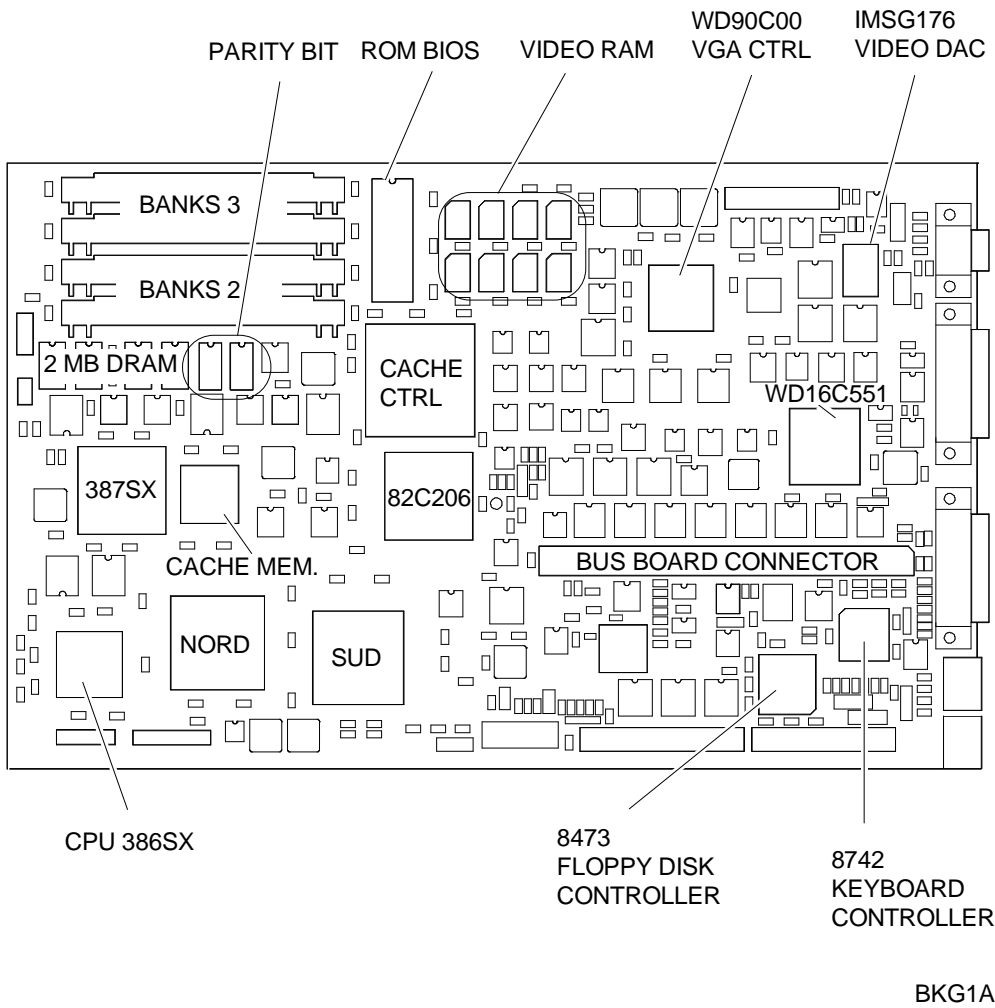 PARITY BIT
ROM BIOS
VIDEO RAM
WD90C00
VGA CTRL
IMSG176
VIDEO DAC
BANKS 3
BANKS 2
2 MB DRAM
CACHE
CTRL
WD16C551
387SX
82C206
CACHE MEM.
BUS BOARD CONNECTOR
NORD
SUD
CPU 386SX
8473
FLOPPY DISK
CONTROLLER
8742
KEYBOARD
CONTROLLER
BKG1A